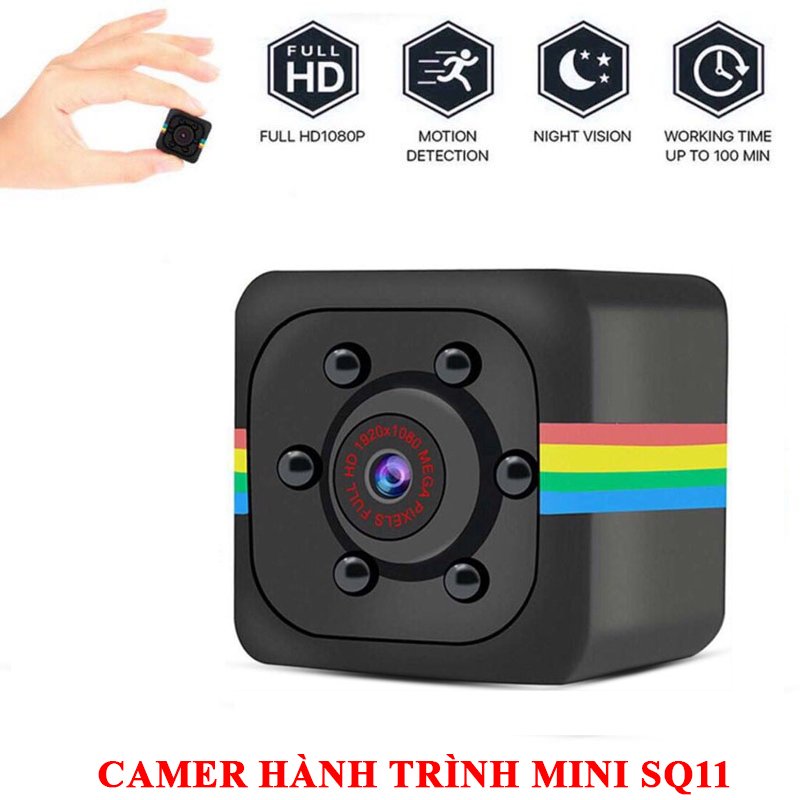 FULL
HD
FULL HD1080P
MOTION
DETECTION
NIGHT VISION
WORKING TIME
UP TO 100 MIN
FULL HD 1920x1080 MEGA PIXELS
CAMER HÀNH TRÌNH MINI SQ11